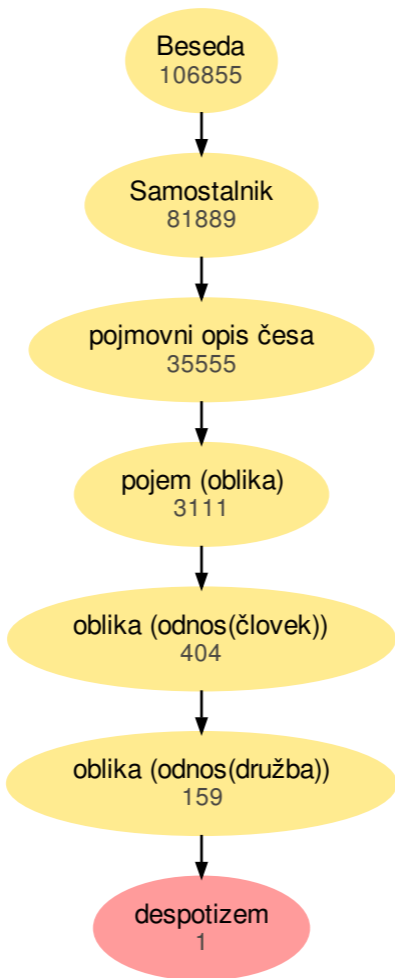 Beseda
106855
Samostalnik
81889
pojmovni opis česa
35555
pojem (oblika)
3111
oblika (odnos(človek))
404
oblika (odnos(družba))
159
despotizem
1